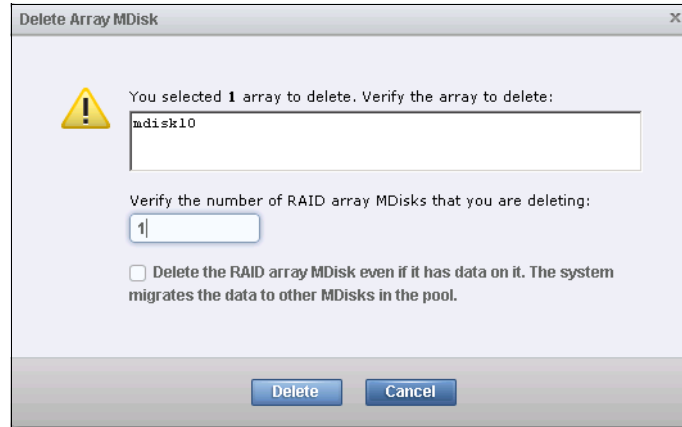 Delete Array MDisk
x
You selected 1 array to delete. Verify the array to delete:
mdisk10
Verify the number of RAID array MDisks that you are deleting:
1
Delete the RAID array MDisk even if it has data on it. The system
migrates the data to other MDisks in the pool.
Delete
Cancel